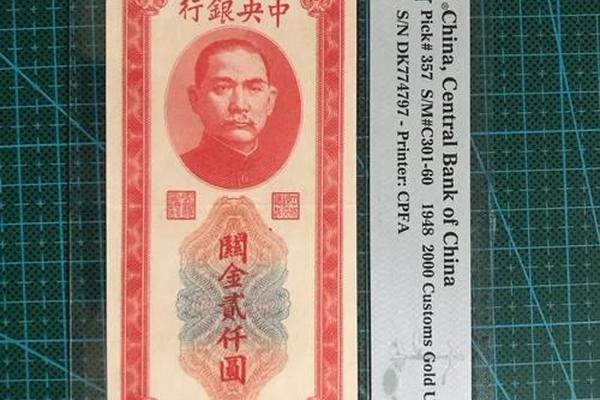 中央銀行
關金貳仟圓
China, Central Bank of China
Pick# 357 S/M#C301-60 1948 2000 Customs Gold U
S/N DK774797 - Printer: CPFA